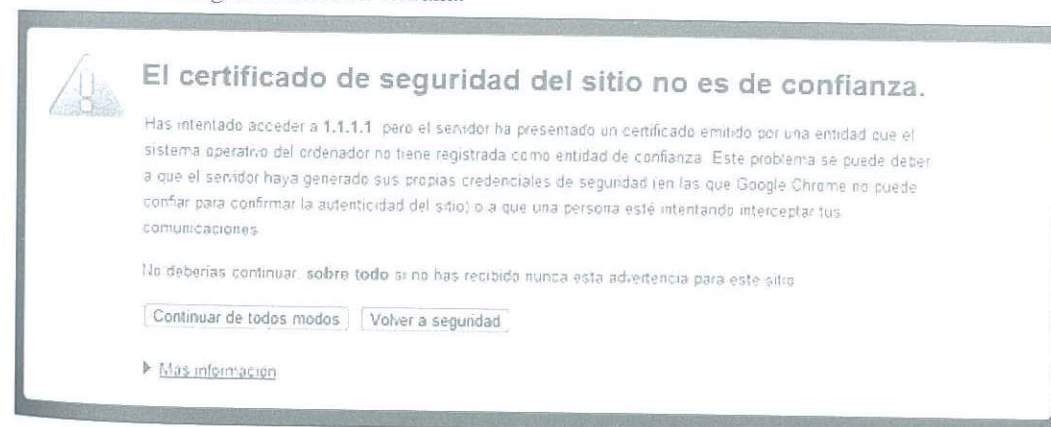 El certificado de seguridad del sitio no es de confianza.
Has intentado acceder a 1.1.1.1 pero el servidor ha presentado un certificado emitido por una entidad que el
sistema operativo del ordenador no tiene registrada como entidad de confianza. Este problema se puede deber
a que el servidor haya generado sus propias credenciales de seguridad (en las que Google Chrome no puede
confiar para confirmar la autenticidad del sitio) o a que una persona esté intentando interceptar tus
comunicaciones.
No deberías continuar, sobre todo si no has recibido nunca esta advertencia para este sitio.
Continuar de todos modos Volver a seguridad
Más información